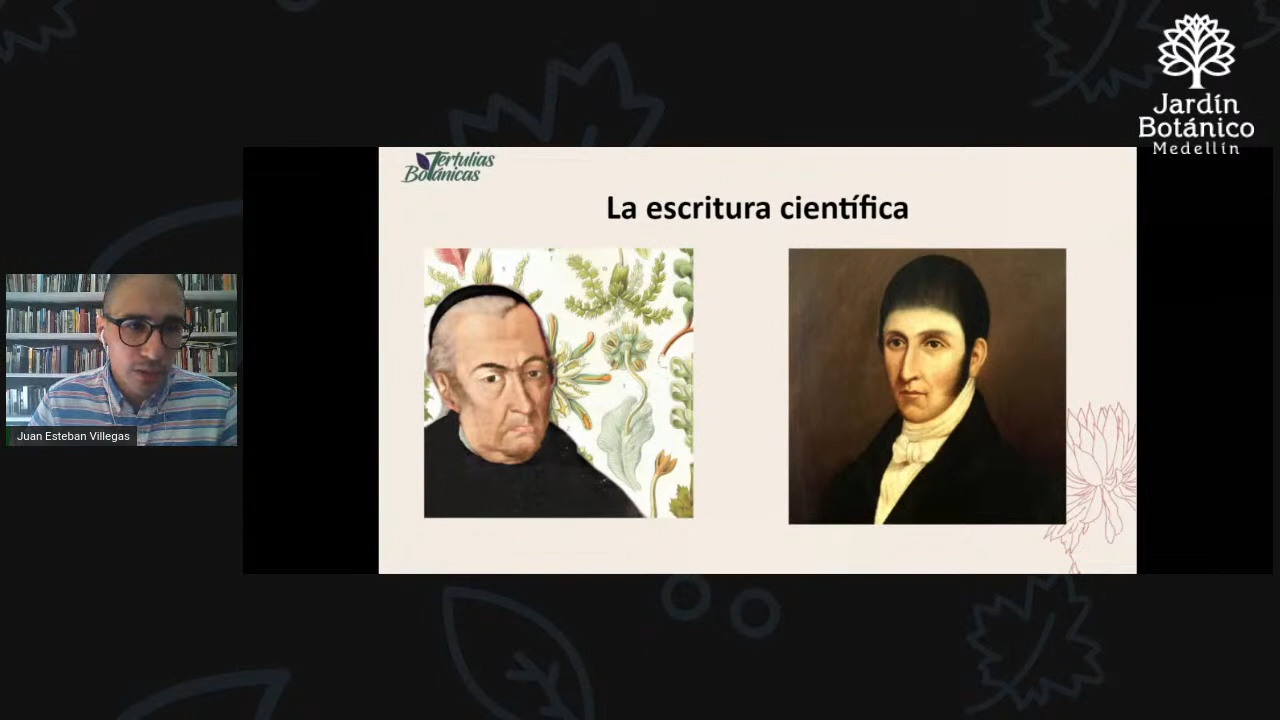 Jardín
Botánico
Medellín
Tertulias
Botánicas
La escritura científica
Juan Esteban Villegas